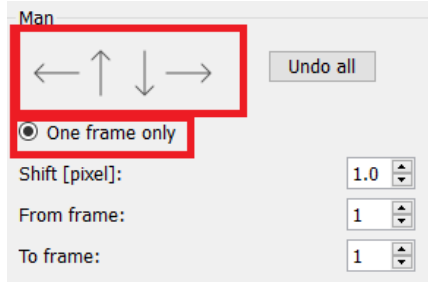 Man
← ↑ ↓ → Undo all
One frame only
Shift [pixel]: 1.0
From frame: 1
To frame: 1